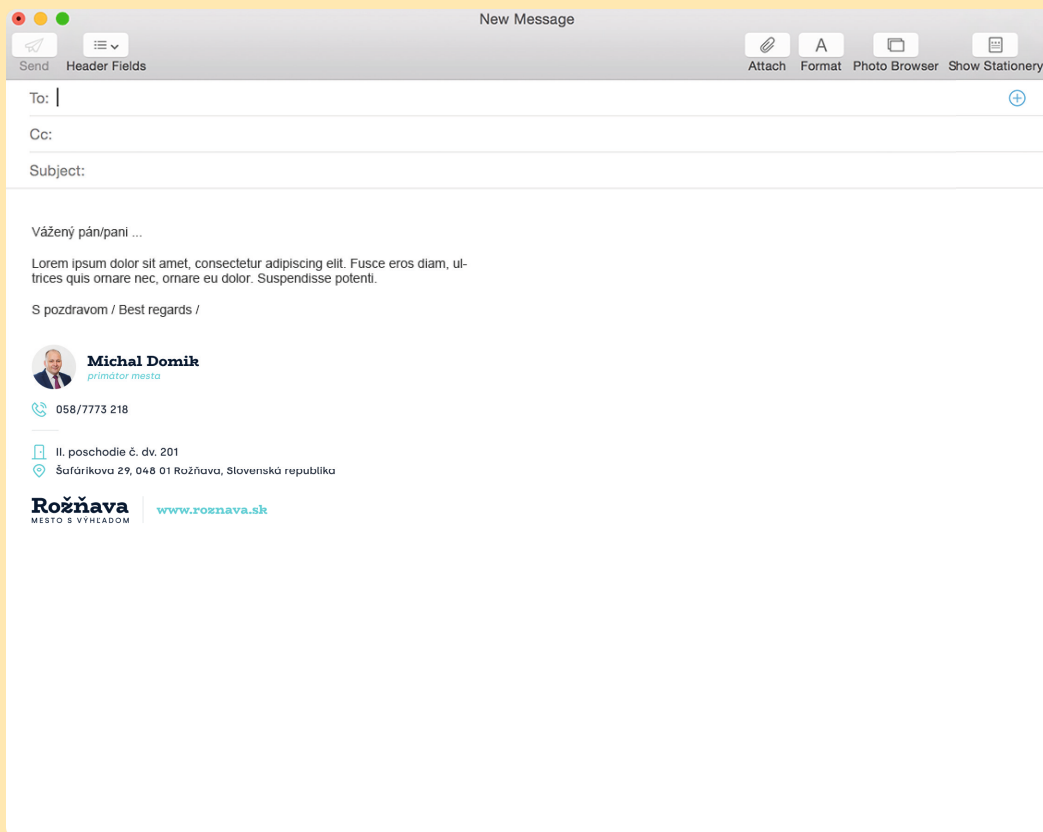 New Message
Send Header Fields Attach Format Photo Browser Show Stationery
To:
Cc:
Subject:
Vážený pán/pani ...
Lorem ipsum dolor sit amet, consectetur adipiscing elit. Fusce eros diam, ul-
trices quis ornare nec, ornare eu dolor. Suspendisse potenti.
S pozdravom / Best regards /
Michal Domik
primátor mesta
058/7773 218
II. poschodie č. dv. 201
Šafárikova 29, 048 01 Rožňava, Slovenská republika
Rožňava
MESTO S VÝHĽADOM
www.roznava.sk